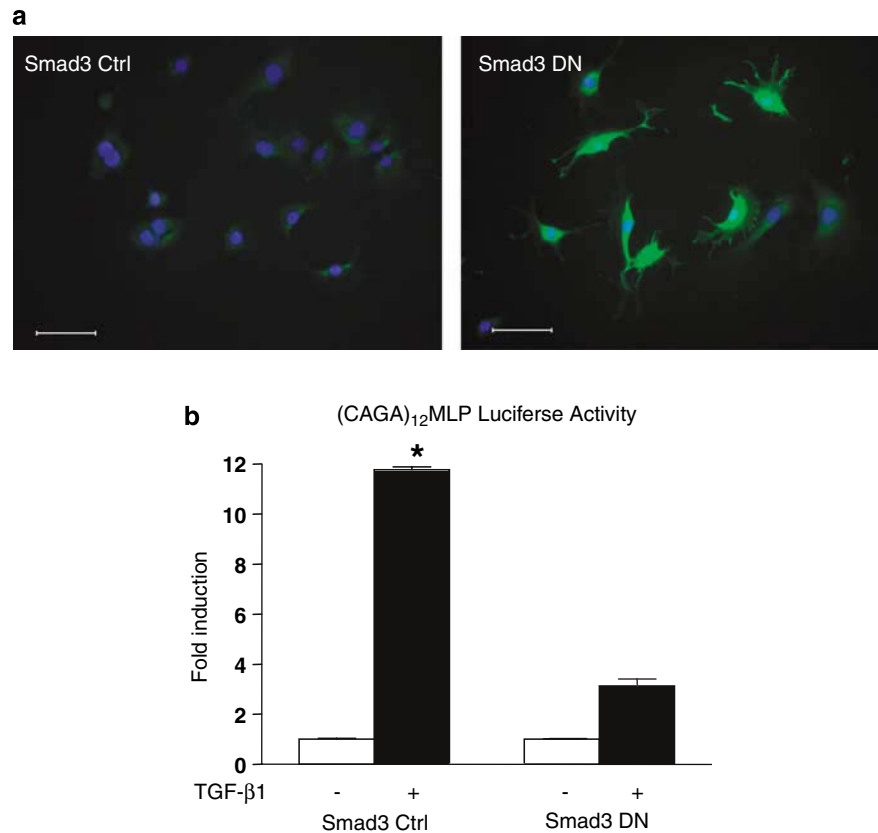 a
Smad3 Ctrl
Smad3 DN
b
(CAGA)12MLP Luciferse Activity
*
12
10
8
6
4
2
0
Fold induction
TGF-β1 - + - +
Smad3 Ctrl Smad3 DN